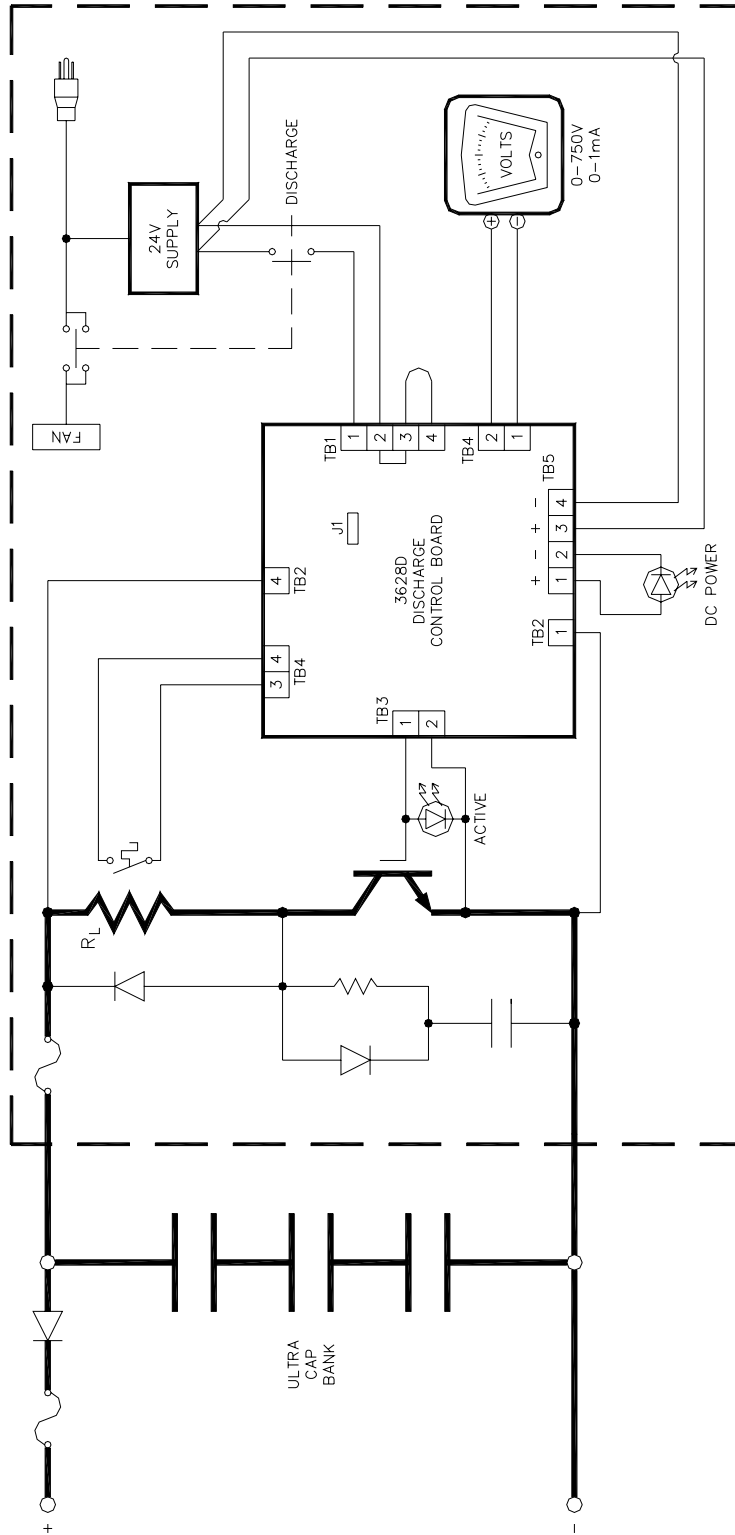 +
-
ULTRA
CAP
BANK
RL
ACTIVE
TB3
1
2
TB4
3
4
TB2
4
3628D
DISCHARGE
CONTROL BOARD
J1
TB1
1
2
3
4
TB4
2
1
TB5
+
-
+
-
1
2
3
4
TB2
1
DC POWER
FAN
24V
SUPPLY
DISCHARGE
VOLTS
+
-
0-750V
0-1mA